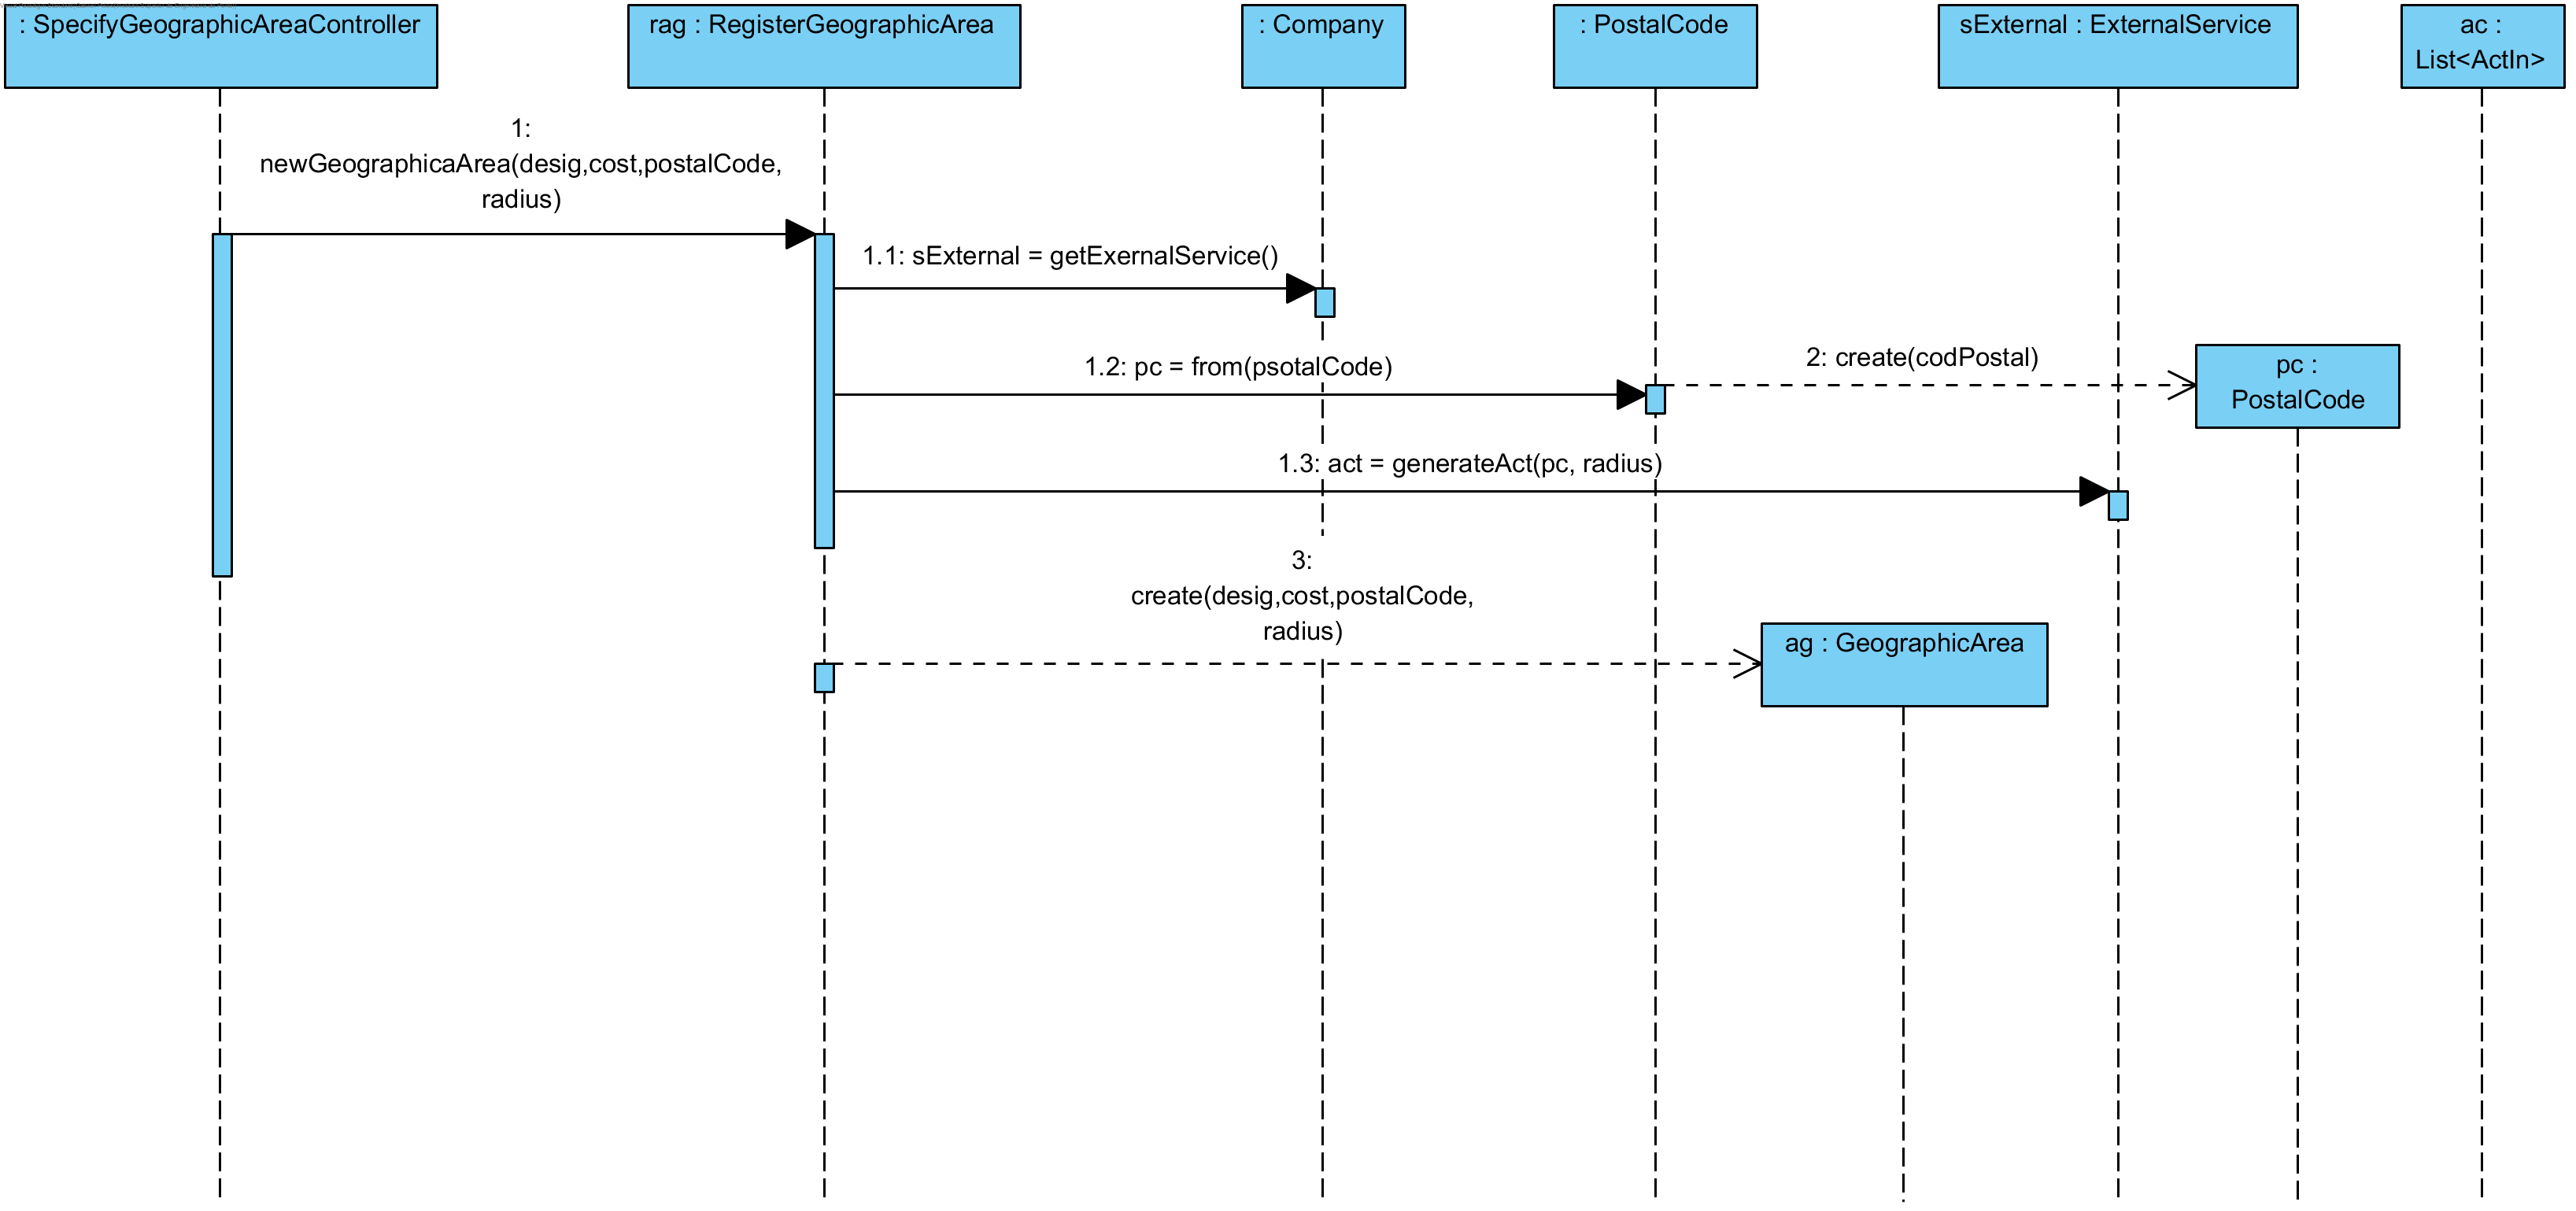 : SpecifyGeographicAreaController
rag : RegisterGeographicArea
: Company
: PostalCode
sExternal : ExternalService
ac :
List<ActIn>
1:
newGeographicaArea(desig,cost,postalCode,
radius)
1.1: sExternal = getExernalService()
1.2: pc = from(psotalCode)
2: create(codPostal)
pc :
PostalCode
1.3: act = generateAct(pc, radius)
3:
create(desig,cost,postalCode,
radius)
ag : GeographicArea